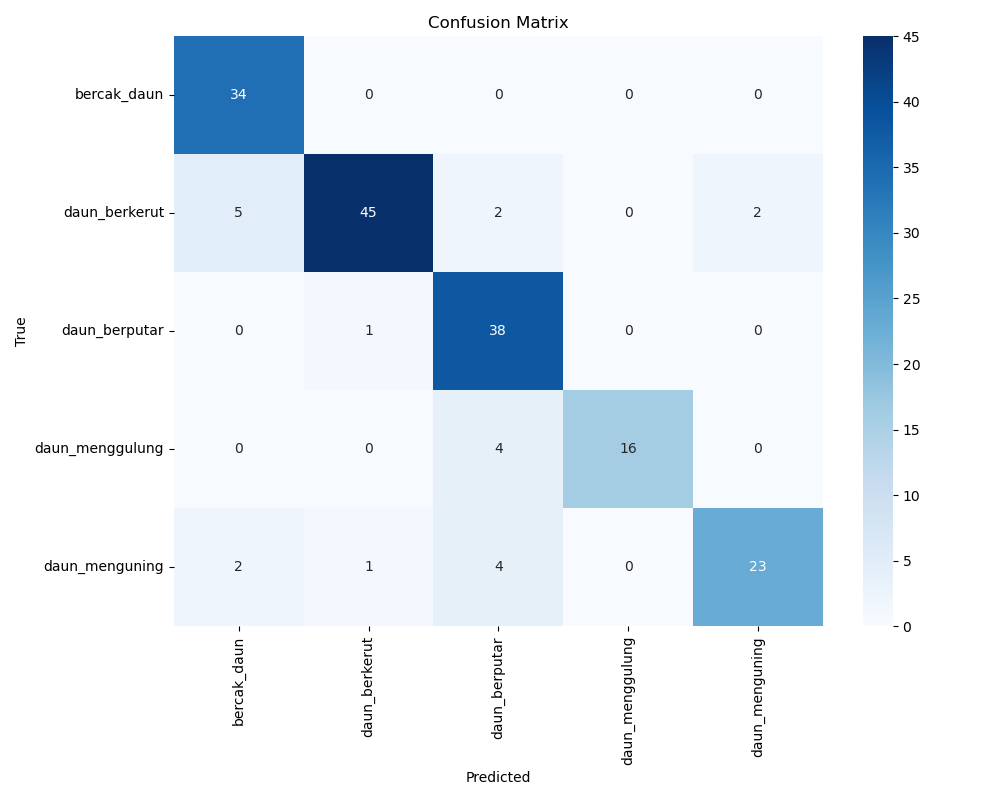 Confusion Matrix
True
bercak_daun 34 0 0 0 0
daun_berkerut 5 45 2 0 2
daun_berputar 0 1 38 0 0
daun_menggulung 0 0 4 16 0
daun_menguning 2 1 4 0 23
bercak_daun daun_berkerut daun_berputar daun_menggulung daun_menguning
Predicted
45
40
35
30
25
20
15
10
5
0